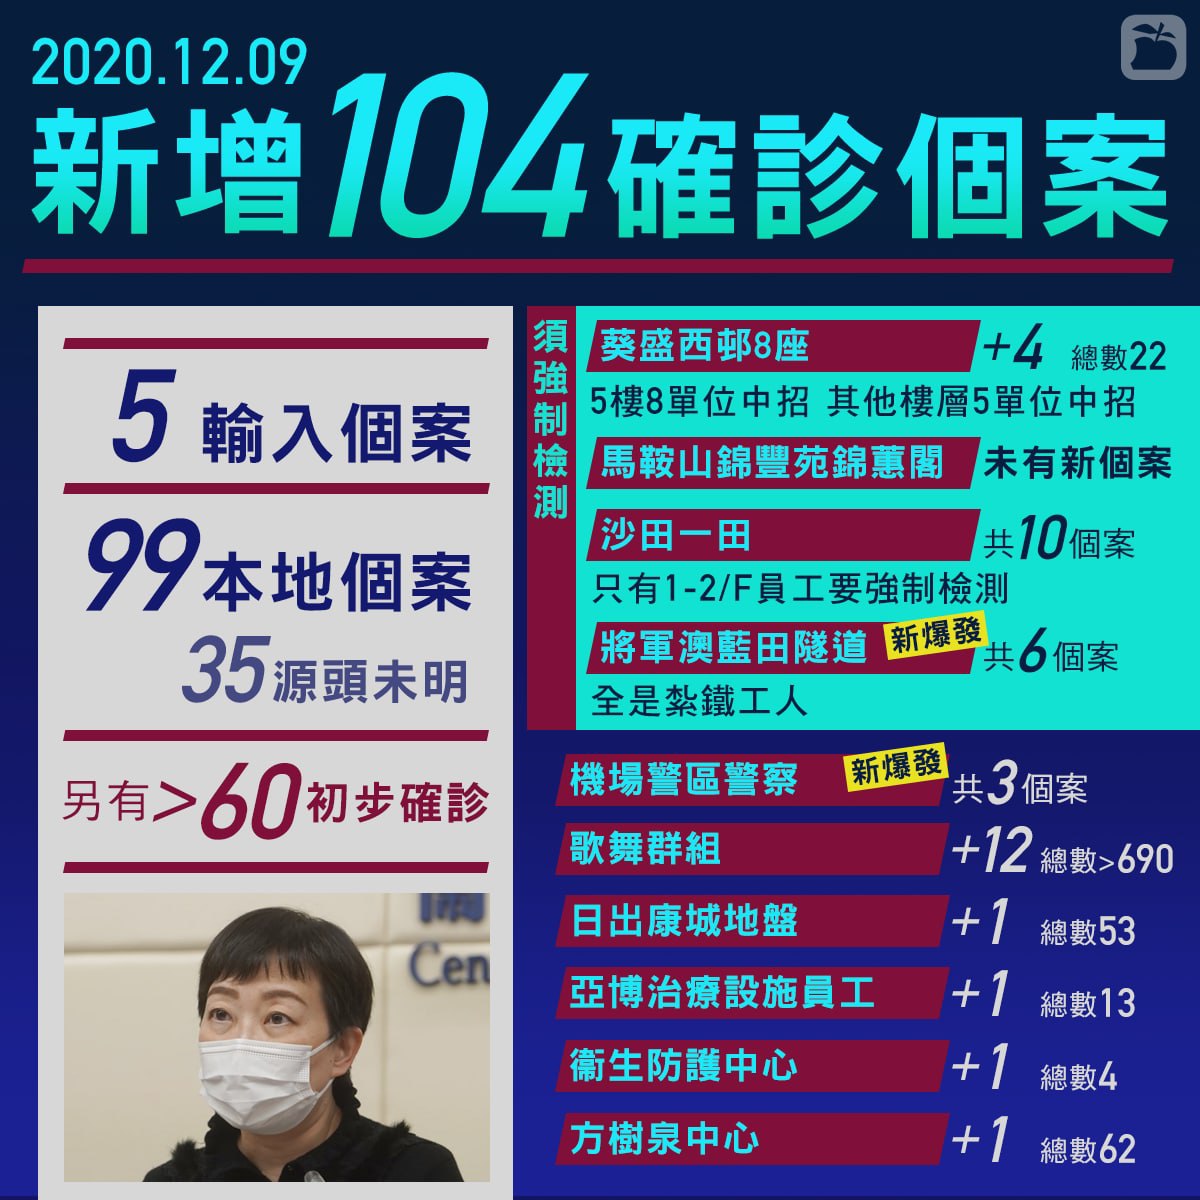 2020.12.09
新增104確診個案
5 輸入個案
99本地個案
35源頭未明
另有>60初步確診
Cen
須強制檢測
葵盛西邨8座 +4 總數22
5樓8單位中招 其他樓層5單位中招
馬鞍山錦豐苑錦蕙閣 未有新個案
沙田一田 共10個案
只有1-2/F員工要強制檢測
將軍澳藍田隧道 新爆發 共6個案
全是紮鐵工人
機場警區警察 新爆發 共3個案
歌舞群組 +12 總數>690
日出康城地盤 +1 總數53
亞博治療設施員工 +1 總數13
衞生防護中心 +1 總數4
方樹泉中心 +1 總數62